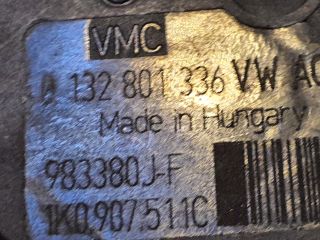 VMC
0 132 801 336 VW AG
Made in Hungary
983380J-F
1K0.907.511C